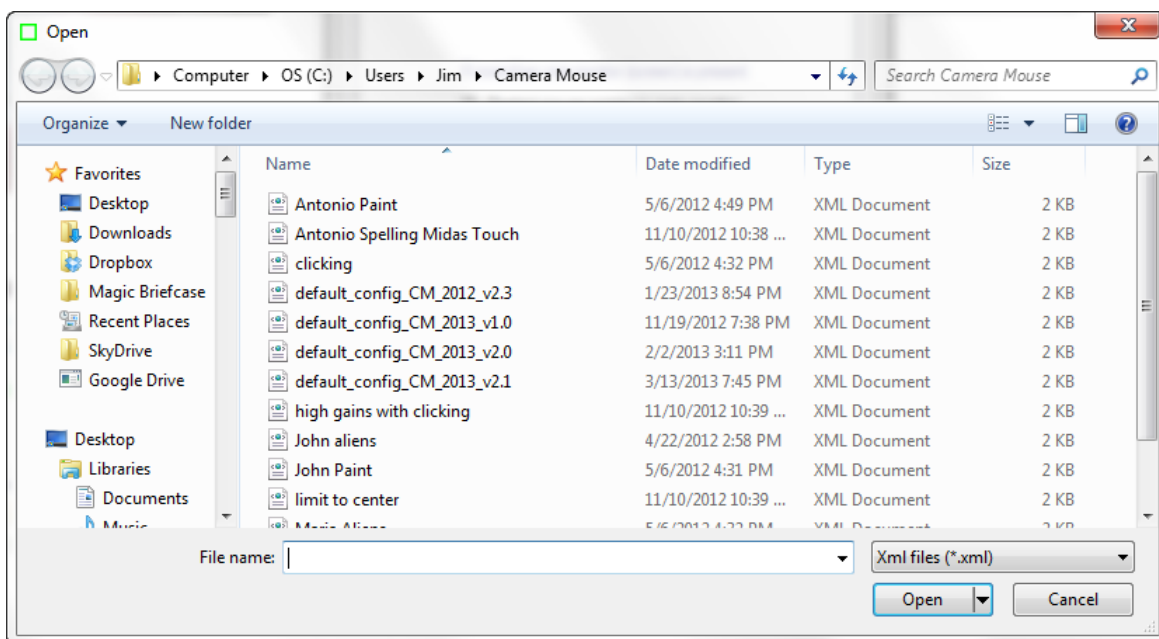 Open
Computer OS (C:) Users Jim Camera Mouse Search Camera Mouse
Organize New folder
Name Date modified Type Size
Favorites
Desktop
Downloads
Dropbox
Magic Briefcase
Recent Places
SkyDrive
Google Drive
Desktop
Libraries
Documents
Music
Antonio Paint 5/6/2012 4:49 PM XML Document 2 KB
Antonio Spelling Midas Touch 11/10/2012 10:38 ... XML Document 2 KB
clicking 5/6/2012 4:32 PM XML Document 2 KB
default_config_CM_2012_v2.3 1/23/2013 8:54 PM XML Document 2 KB
default_config_CM_2013_v1.0 11/19/2012 7:38 PM XML Document 2 KB
default_config_CM_2013_v2.0 2/2/2013 3:11 PM XML Document 2 KB
default_config_CM_2013_v2.1 3/13/2013 7:45 PM XML Document 2 KB
high gains with clicking 11/10/2012 10:39 ... XML Document 2 KB
John aliens 4/22/2012 2:58 PM XML Document 2 KB
John Paint 5/6/2012 4:31 PM XML Document 2 KB
limit to center 11/10/2012 10:39 ... XML Document 2 KB
File name: Xml files (*.xml)
Open Cancel